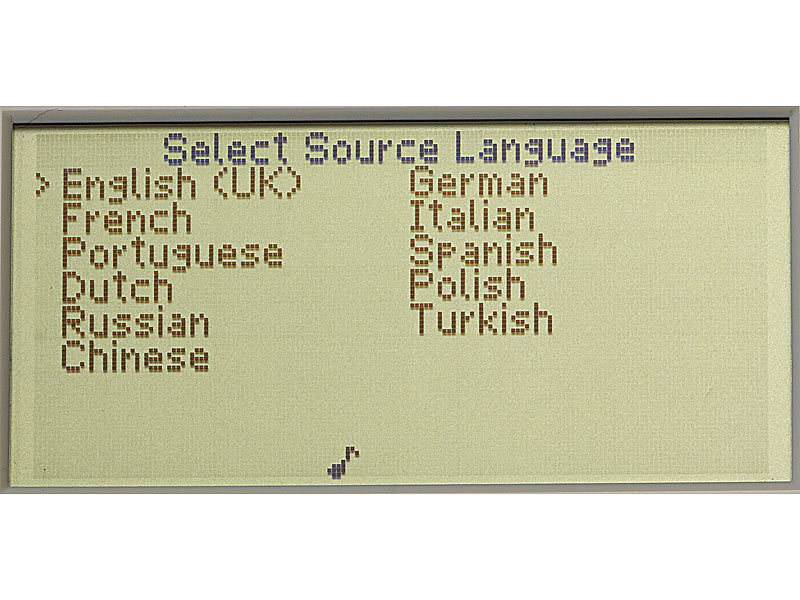 Select Source Language
> English (UK) German
French Italian
Portuguese Spanish
Dutch Polish
Russian Turkish
Chinese